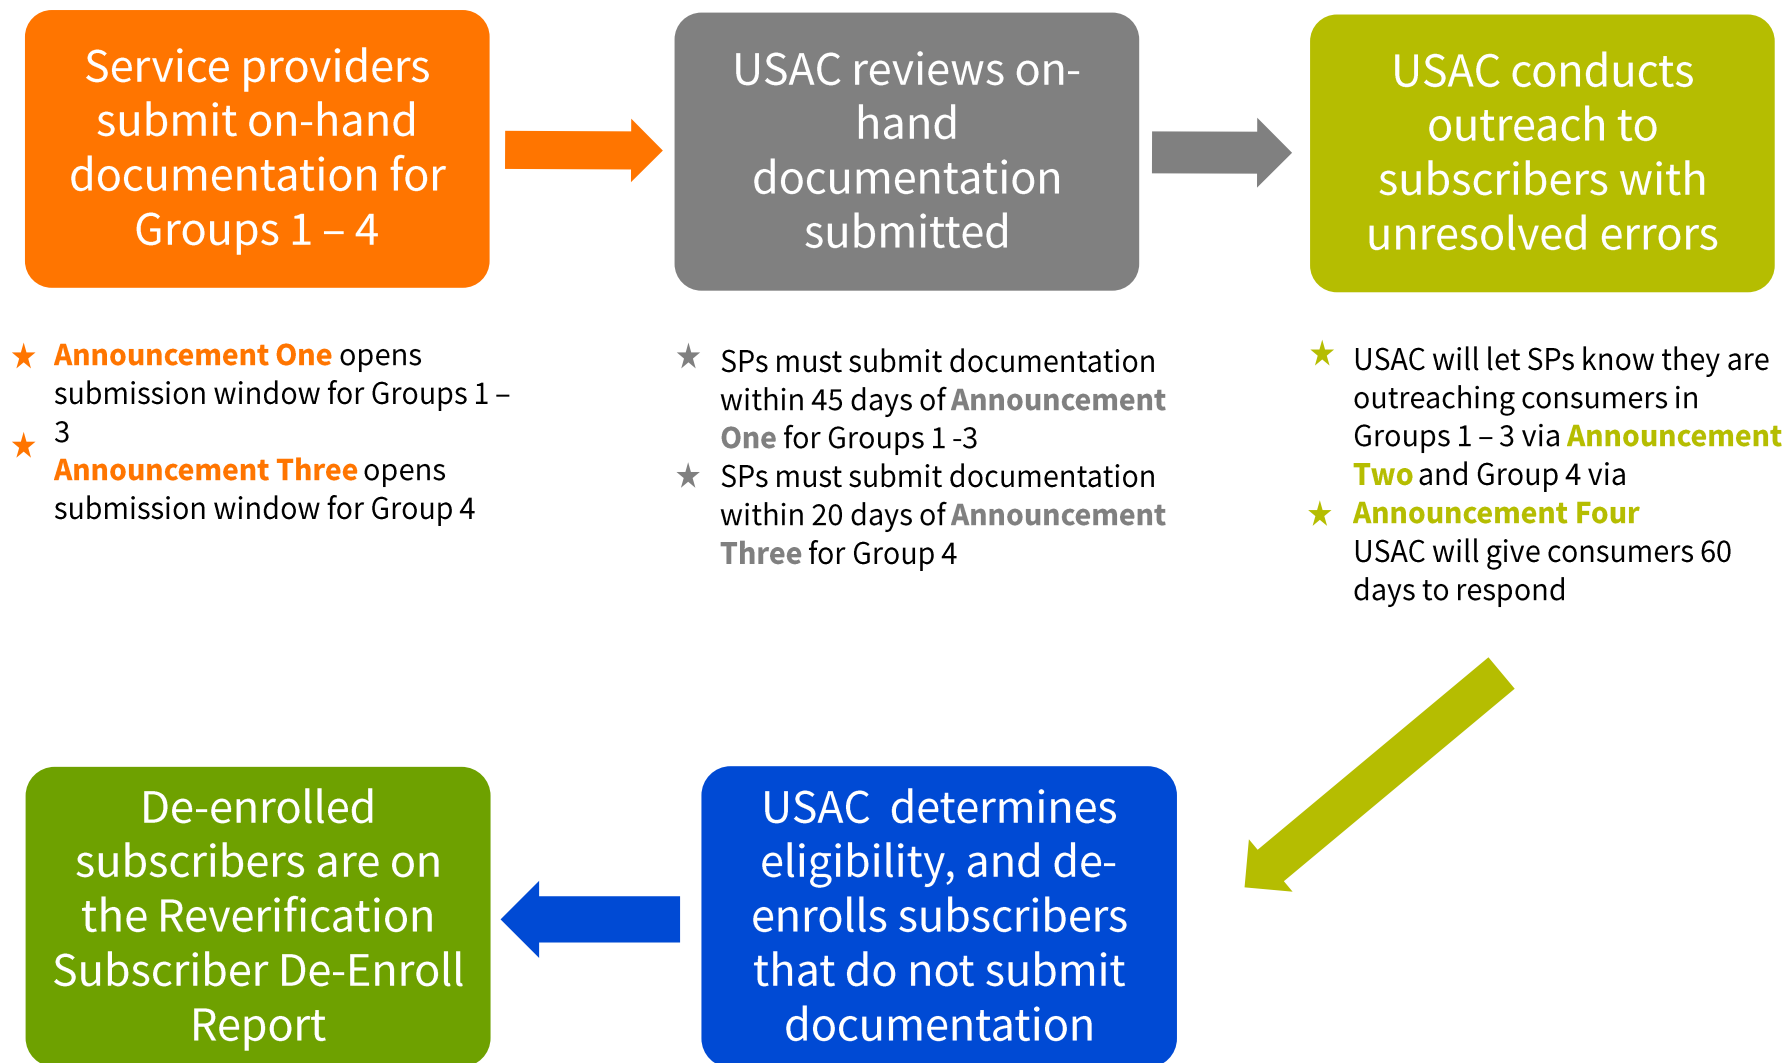 Service providers
submit on-hand
documentation for
Groups 1 – 4
USAC reviews on-
hand
documentation
submitted
USAC conducts
outreach to
subscribers with
unresolved errors
Announcement One opens
submission window for Groups 1 –
3
Announcement Three opens
submission window for Group 4
SPs must submit documentation
within 45 days of Announcement
One for Groups 1 -3
SPs must submit documentation
within 20 days of Announcement
Three for Group 4
USAC will let SPs know they are
outreaching consumers in
Groups 1 – 3 via Announcement
Two and Group 4 via
Announcement Four
USAC will give consumers 60
days to respond
De-enrolled
subscribers are on
the Reverification
Subscriber De-Enroll
Report
USAC  determines
eligibility, and de-
enrolls subscribers
that do not submit
documentation